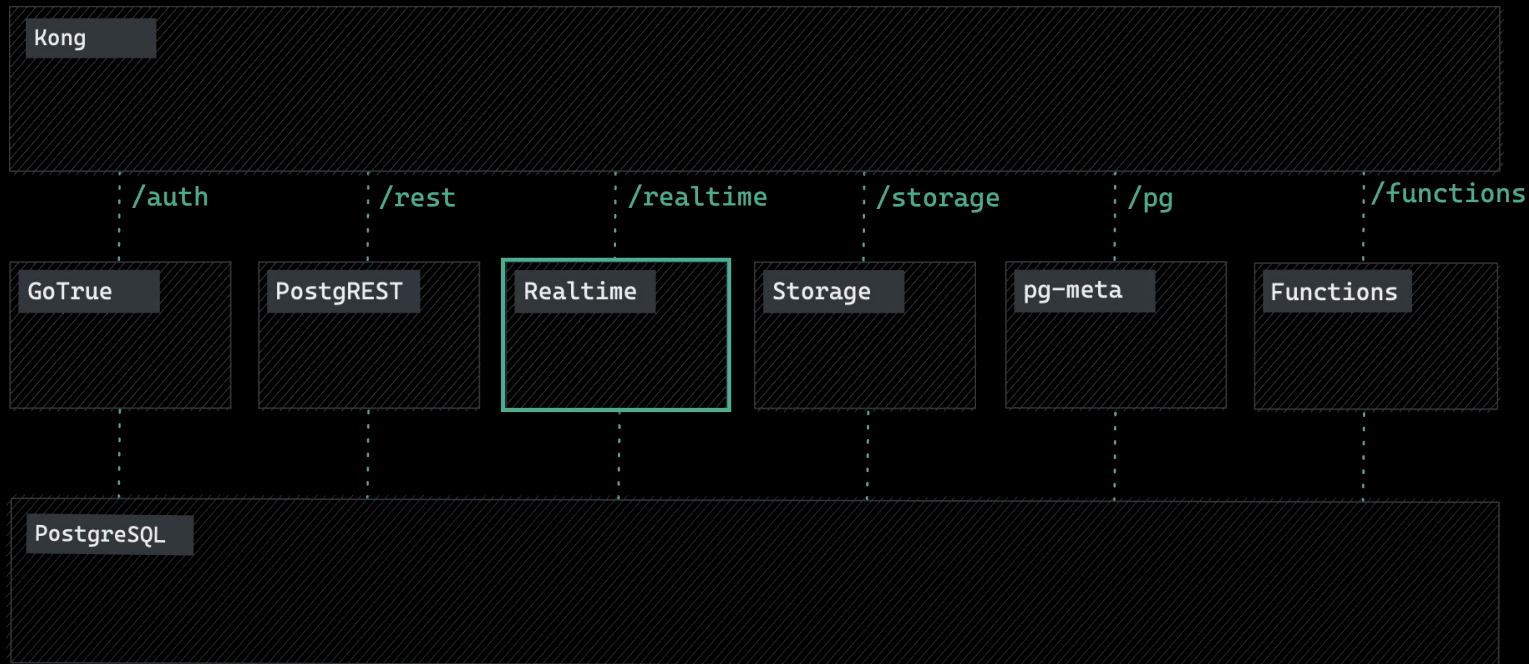 Kong
/auth
/rest
/realtime
/storage
/pg
/functions
GoTrue
PostgREST
Realtime
Storage
pg-meta
Functions
PostgreSQL